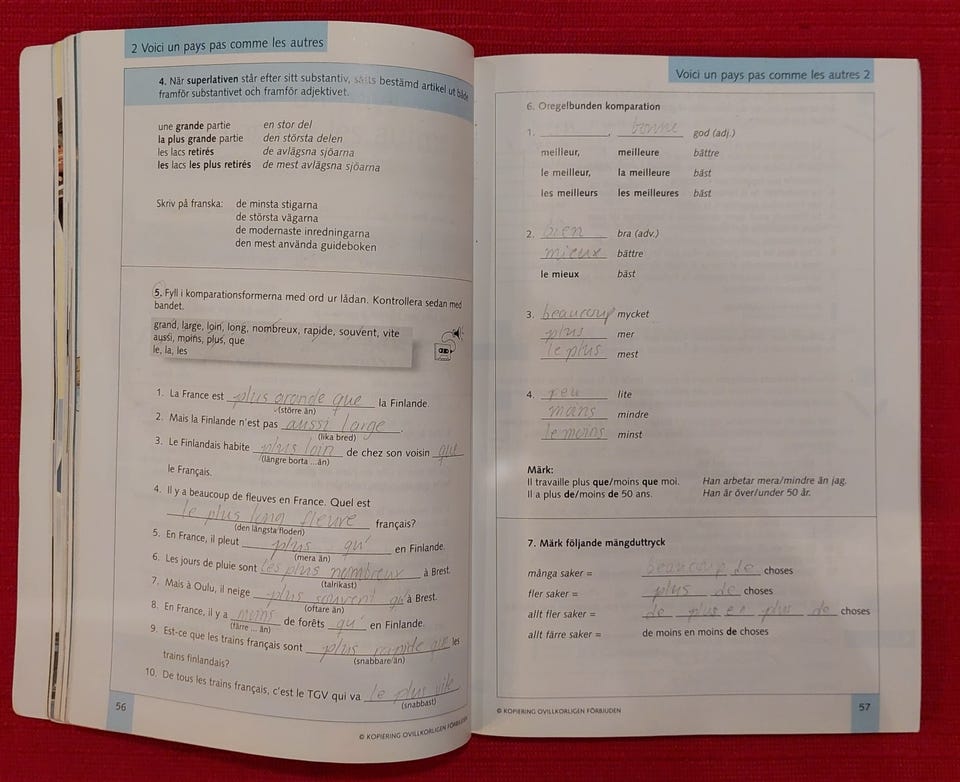 2 Voici un pays pas comme les autres
4. När superlativen står efter sitt substantiv, sätts bestämd artikel ut både
framför substantivet och framför adjektivet.
une grande partie en stor del
la plus grande partie den största delen
les lacs retirés de avlägsna sjöarna
les lacs les plus retirés de mest avlägsna sjöarna
Skriv på franska: de minsta stigarna
de största vägarna
de modernaste inredningarna
den mest använda guideboken
5. Fyll i komparationsformerna med ord ur lådan. Kontrollera sedan med
bandet.
grand, large, loin, long, nombreux, rapide, souvent, vite
aussi, moins, plus, que
le, la, les
1. La France est plus grande que la Finlande.
(större än)
2. Mais la Finlande n'est pas aussi large.
(lika bred)
3. Le Finlandais habite plus loin de chez son voisin que
(längre borta ...än)
le Français.
4. Il y a beaucoup de fleuves en France. Quel est
le plus long fleuve français?
(den längsta floden)
5. En France, il pleut plus qu' en Finlande.
(mera än)
6. Les jours de pluie sont les plus nombreux à Brest.
(talrikast)
7. Mais à Oulu, il neige plus souvent qu'à Brest.
(oftare än)
8. En France, il y a moins de forêts qu' en Finlande.
(färre ... än)
9. Est-ce que les trains français sont plus rapide que les
(snabbare än)
trains finlandais?
10. De tous les trains français, c'est le TGV qui va le plus vite
(snabbast)
56
© KOPIERING OVILLKORLIGEN FÖRBJUDEN
Voici un pays pas comme les autres 2
6. Oregelbunden komparation
1. , bonne god (adj.)
meilleur, meilleure bättre
le meilleur, la meilleure bäst
les meilleurs les meilleures bäst
2. bien bra (adv.)
mieux bättre
le mieux bäst
3. beaucoup mycket
plus mer
le plus mest
4. peu lite
moins mindre
le moins minst
Märk:
Il travaille plus que/moins que moi. Han arbetar mera/mindre än jag.
Il a plus de/moins de 50 ans. Han är över/under 50 år.
7. Märk följande mängduttryck
många saker = beaucoup de choses
fler saker = plus de choses
allt fler saker = de plus en plus de choses
allt färre saker = de moins en moins de choses
© KOPIERING OVILLKORLIGEN FÖRBJUDEN
57